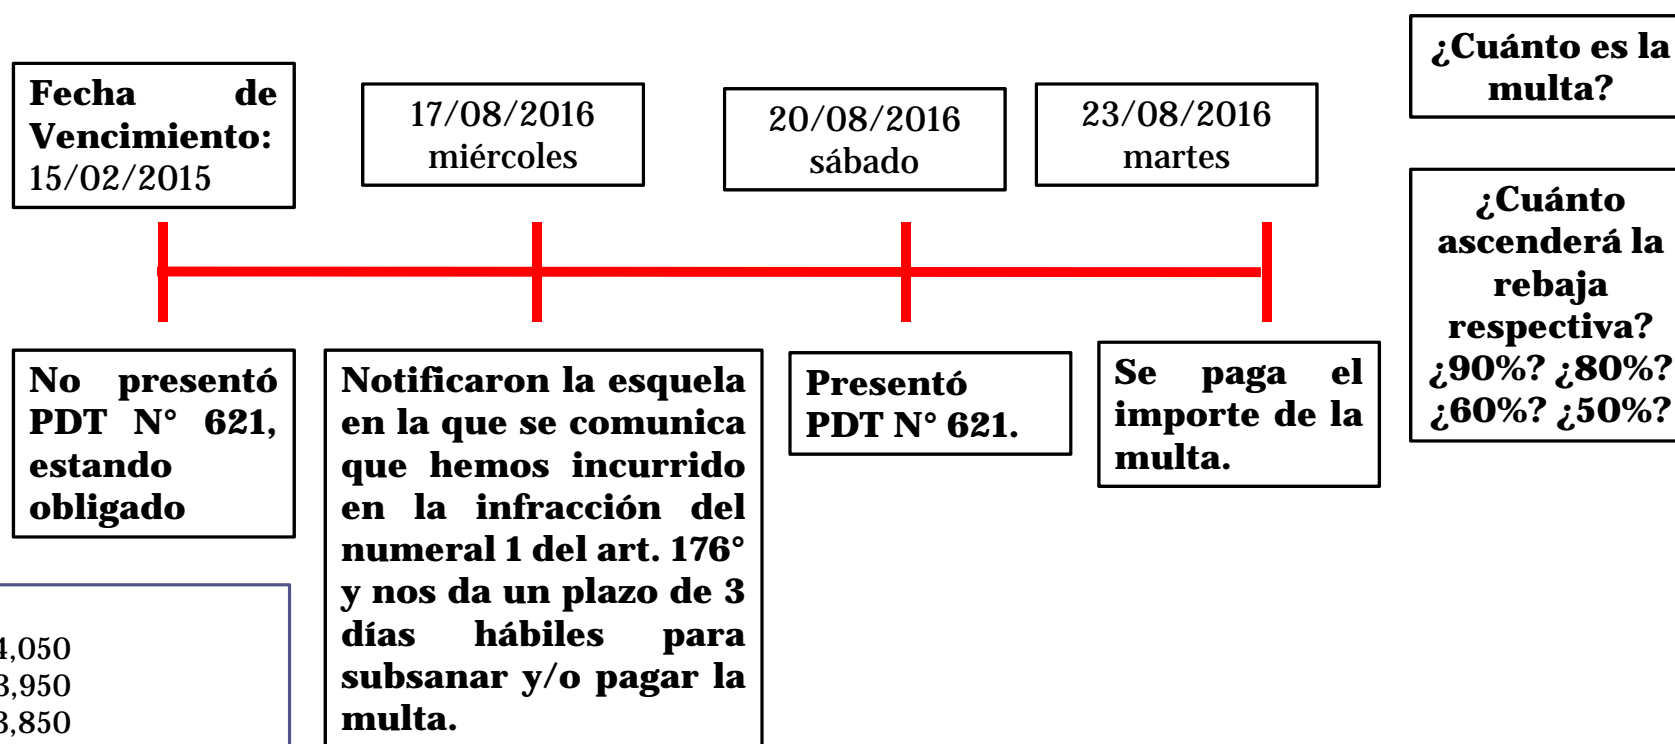 Fecha de
Vencimiento:
15/02/2015
17/08/2016
miércoles
20/08/2016
sábado
23/08/2016
martes
¿Cuánto es la
multa?
¿Cuánto
ascenderá la
rebaja
respectiva?
¿90%? ¿80%?
¿60%? ¿50%?
No presentó
PDT N° 621,
estando
obligado
Notificaron la esquela
en la que se comunica
que hemos incurrido
en la infracción del
numeral 1 del art. 176°
y nos da un plazo de 3
días hábiles para
subsanar y/o pagar la
multa.
Presentó
PDT N° 621.
Se paga el
importe de la
multa.
4,050
3,950
3,850